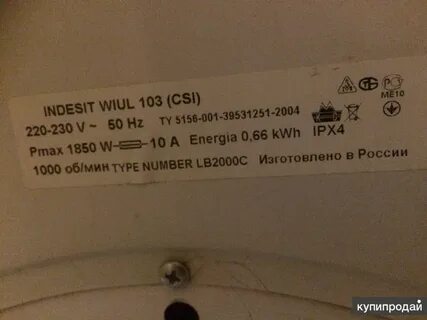 INDESIT WIUL 103 (CSI)
220-230 V ~ 50 Hz TY 5156-001-39531251-2004
Pmax 1850 W 10 A Energia 0,66 kWh IPX4
1000 об/мин TYPE NUMBER LB2000C Изготовлено в России
ME10
купипродай